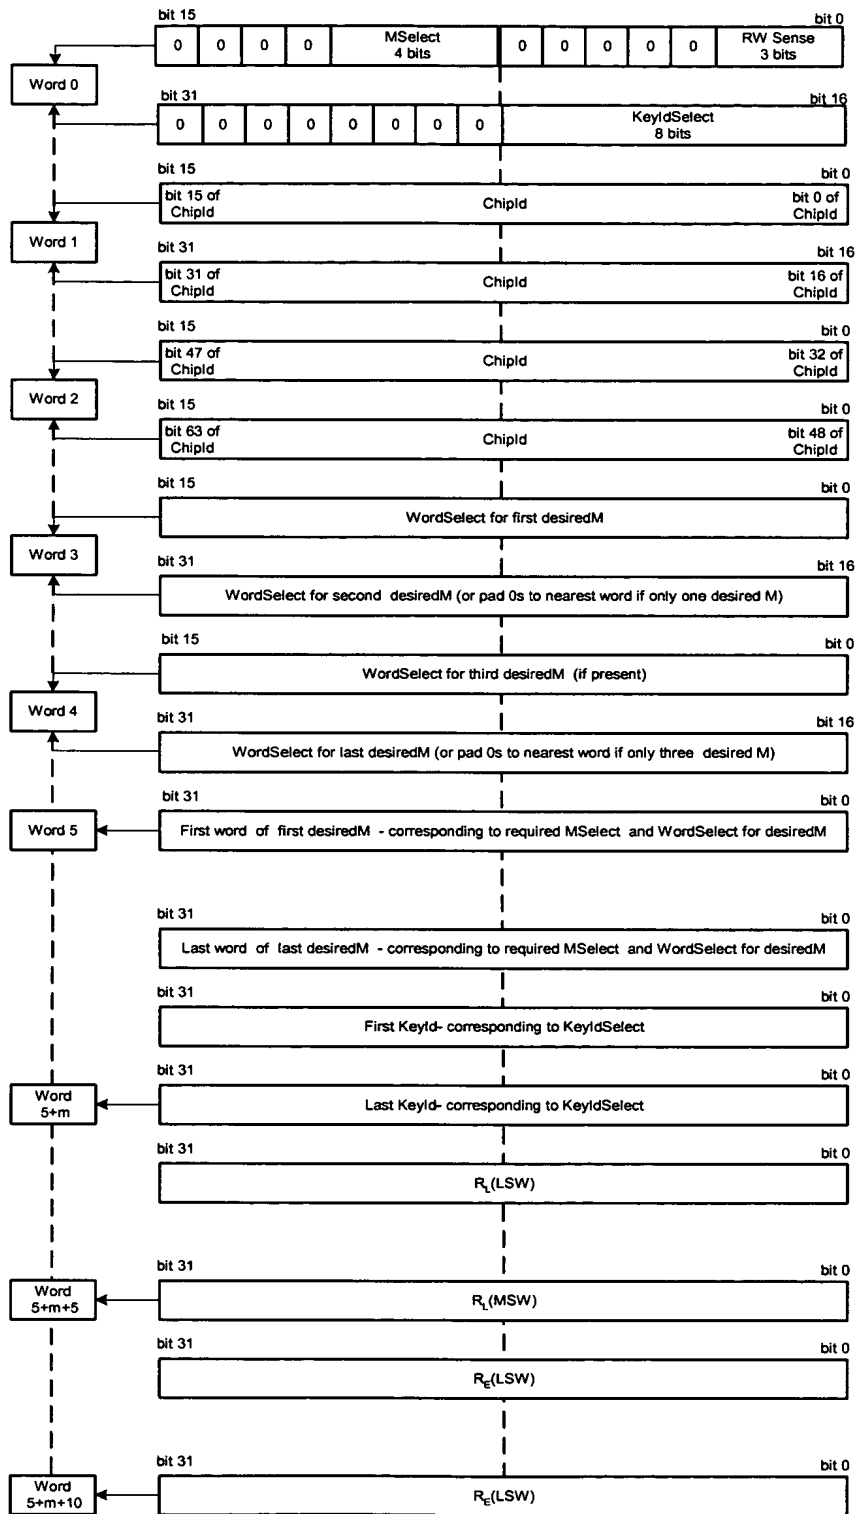 bit 15
bit 0
0 0 0 0 MSelect 4 bits 0 0 0 0 0 RW Sense 3 bits
Word 0
bit 31
bit 16
0 0 0 0 0 0 0 0 KeyIdSelect 8 bits
bit 15
bit 0
bit 15 of ChipId
ChipId
bit 0 of ChipId
Word 1
bit 31
bit 16
bit 31 of ChipId
ChipId
bit 16 of ChipId
bit 15
bit 0
bit 47 of ChipId
ChipId
bit 32 of ChipId
Word 2
bit 15
bit 0
bit 63 of ChipId
ChipId
bit 48 of ChipId
bit 15
bit 0
WordSelect for first desiredM
Word 3
bit 31
bit 16
WordSelect for second desiredM (or pad 0s to nearest word if only one desired M)
bit 15
bit 0
WordSelect for third desiredM (if present)
Word 4
bit 31
bit 16
WordSelect for last desiredM (or pad 0s to nearest word if only three desired M)
bit 31
bit 0
Word 5
First word of first desiredM - corresponding to required MSelect and WordSelect for desiredM
bit 31
bit 0
Last word of last desiredM - corresponding to required MSelect and WordSelect for desiredM
bit 31
bit 0
First KeyId- corresponding to KeyIdSelect
bit 31
bit 0
Word
5+m
Last KeyId- corresponding to KeyIdSelect
bit 31
bit 0
RL(LSW)
bit 31
bit 0
Word
5+m+5
RL(MSW)
bit 31
bit 0
RE(LSW)
bit 31
bit 0
Word
5+m+10
RE(LSW)